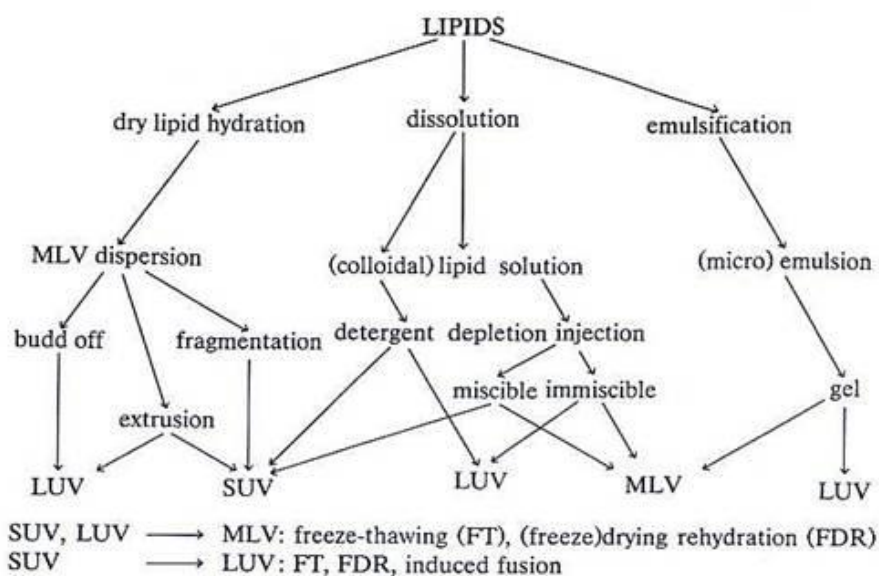 LIPIDS
dry lipid hydration dissolution emulsification
MLV dispersion (colloidal) lipid solution (micro) emulsion
budd off fragmentation detergent depletion injection
miscible immiscible gel
extrusion
LUV SUV LUV MLV LUV
SUV, LUV → MLV: freeze-thawing (FT), (freeze)drying rehydration (FDR)
SUV → LUV: FT, FDR, induced fusion